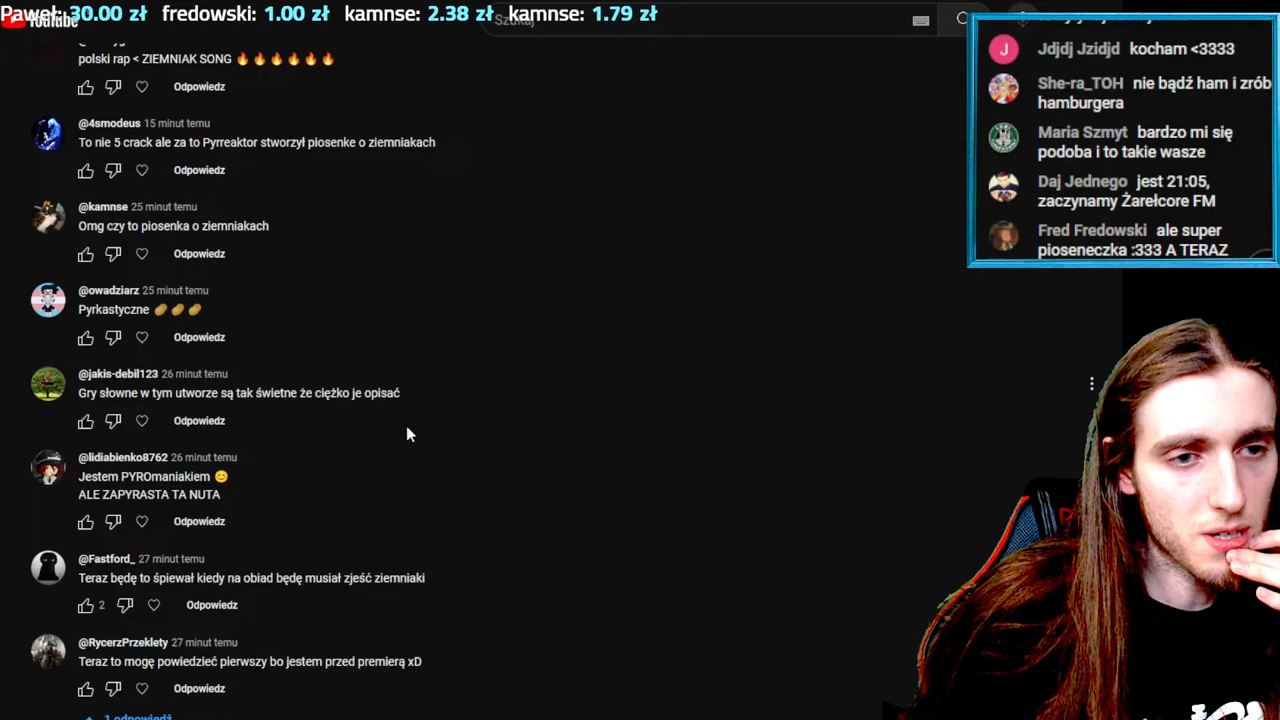 Paweł: 30.00 zł fredowski: 1.00 zł kamnse: 2.38 zł kamnse: 1.79 zł
YouTube
Szukaj
polski rap < ZIEMNIAK SONG 🔥🔥🔥🔥🔥🔥
Odpowiedz
@4smodeus 15 minut temu
To nie 5 crack ale za to Pyrreaktor stworzył piosenke o ziemniakach
Odpowiedz
@kamnse 25 minut temu
Omg czy to piosenka o ziemniakach
Odpowiedz
@owadziarz 25 minut temu
Pyrkastyczne 🥔🥔🥔
Odpowiedz
@jakis-debil123 26 minut temu
Gry słowne w tym utworze są tak świetne że ciężko je opisać
Odpowiedz
@lidiabienko8762 26 minut temu
Jestem PYROmaniakiem 😊
ALE ZAPYRASTA TA NUTA
Odpowiedz
@Fastford_ 27 minut temu
Teraz będę to śpiewał kiedy na obiad będę musiał zjeść ziemniaki
2 Odpowiedz
@RycerzPrzeklety 27 minut temu
Teraz to mogę powiedzieć pierwszy bo jestem przed premierą xD
Odpowiedz
1 odpowiedź
J Jdjdj Jzidjd kocham <3333
She-ra_TOH nie bądź ham i zrób
hamburgera
Maria Szmyt bardzo mi się
podoba i to takie wasze
Daj Jednego jest 21:05,
zaczynamy Żarełcore FM
Fred Fredowski ale super
pioseneczka :333 A TERAZ